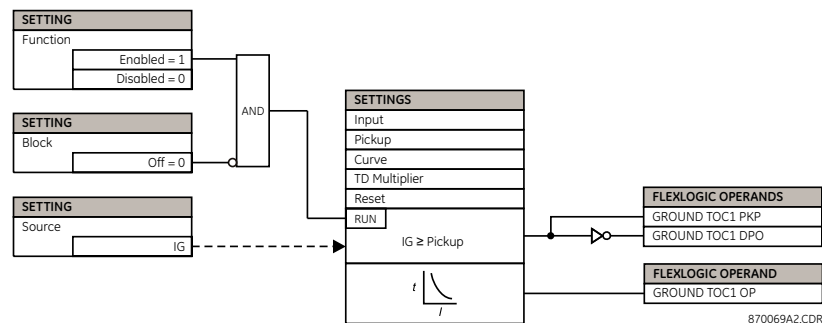 SETTING
Function
Enabled = 1
Disabled = 0
SETTING
Block
Off = 0
SETTING
Source
IG
AND
SETTINGS
Input
Pickup
Curve
TD Multiplier
Reset
RUN
IG ≥ Pickup
t
I
FLEXLOGIC OPERANDS
GROUND TOC1 PKP
GROUND TOC1 DPO
FLEXLOGIC OPERAND
GROUND TOC1 OP
870069A2.CDR